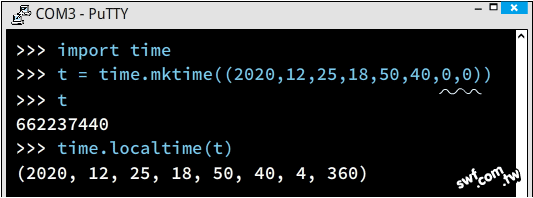 COM3 - PuTTY
>>> import time
>>> t = time.mktime((2020,12,25,18,50,40,0,0))
>>> t
662237440
>>> time.localtime(t)
(2020, 12, 25, 18, 50, 40, 4, 360)
swf.com.tw